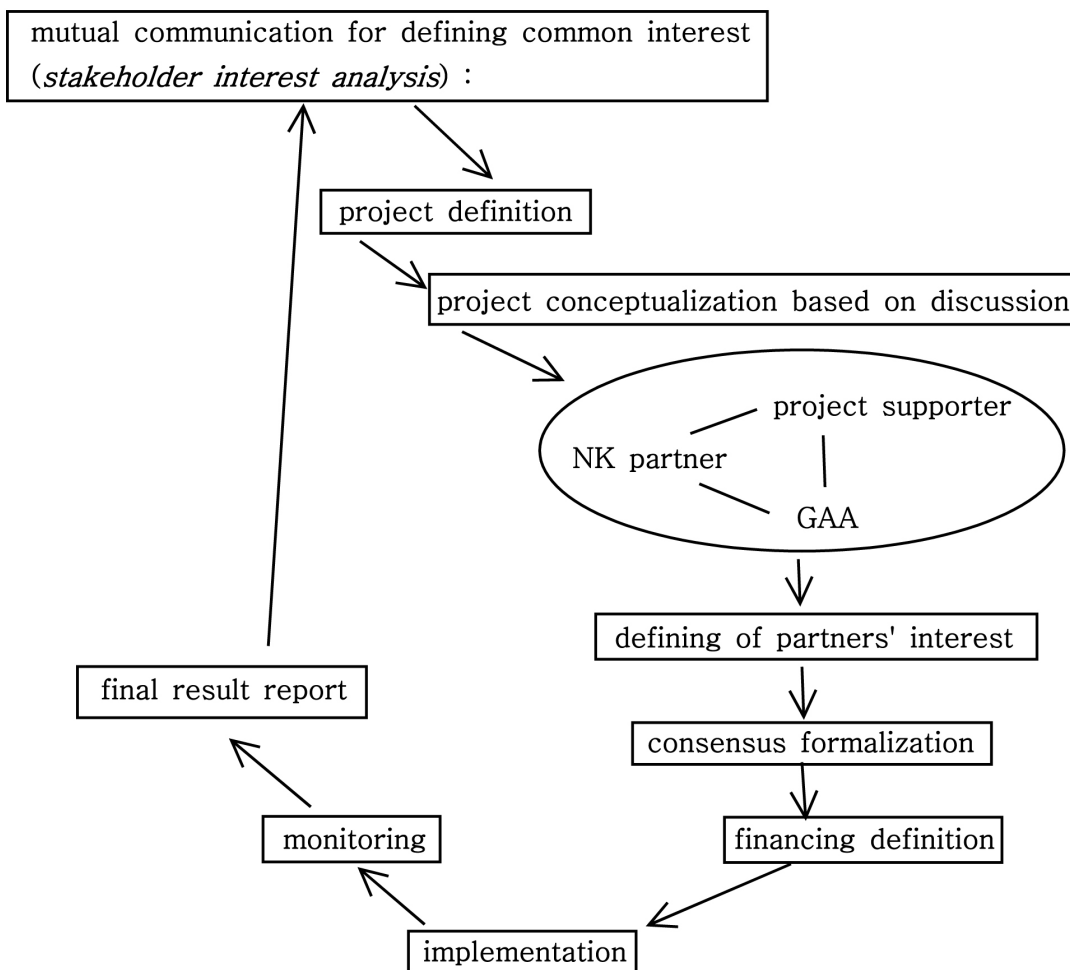 mutual communication for defining common interest
(stakeholder interest analysis) :
project definition
project conceptualization based on discussion
project supporter
NK partner
GAA
defining of partners' interest
consensus formalization
financing definition
implementation
monitoring
final result report